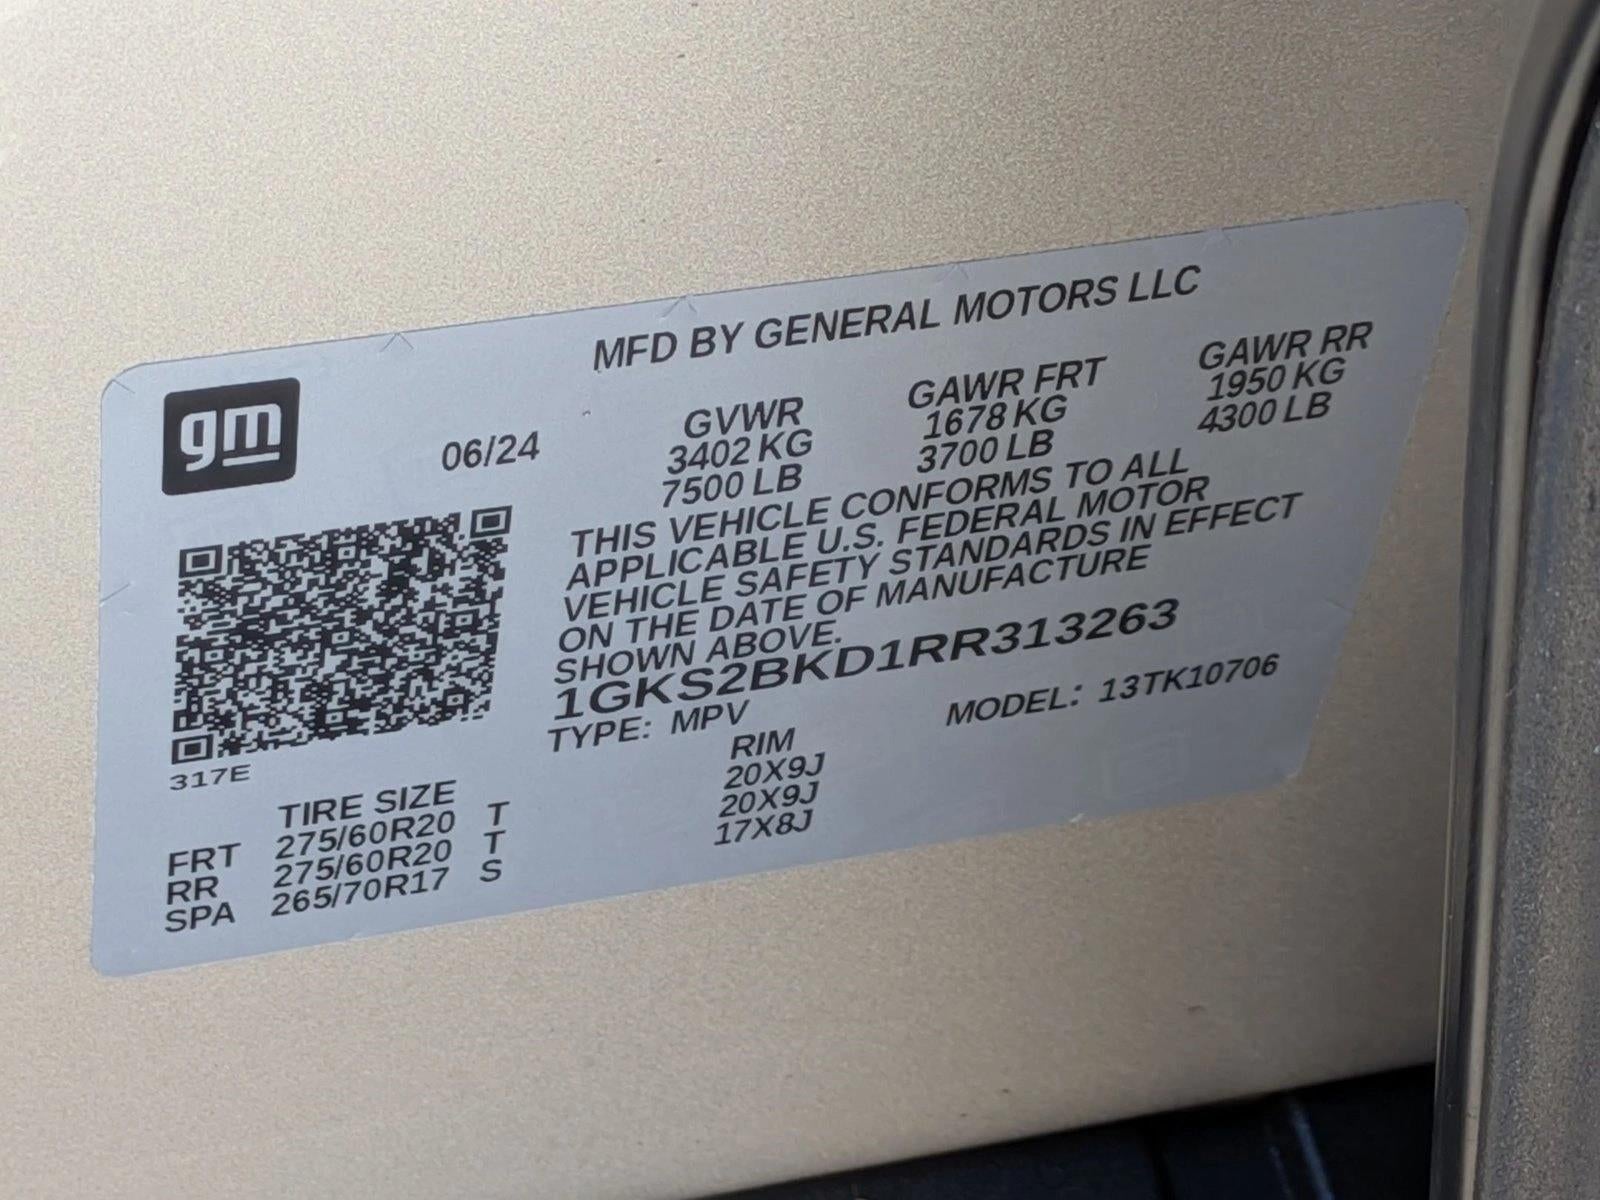 gm
MFD BY GENERAL MOTORS LLC
06/24
GVWR GAWR FRT GAWR RR
3402 KG 1678 KG 1950 KG
7500 LB 3700 LB 4300 LB
THIS VEHICLE CONFORMS TO ALL
APPLICABLE U.S. FEDERAL MOTOR
VEHICLE SAFETY STANDARDS IN EFFECT
ON THE DATE OF MANUFACTURE
SHOWN ABOVE.
1GKS2BKD1RR313263
TYPE: MPV MODEL: 13TK10706
317E
TIRE SIZE RIM
FRT 275/60R20 T 20X9J
RR 275/60R20 T 20X9J
SPA 265/70R17 S 17X8J